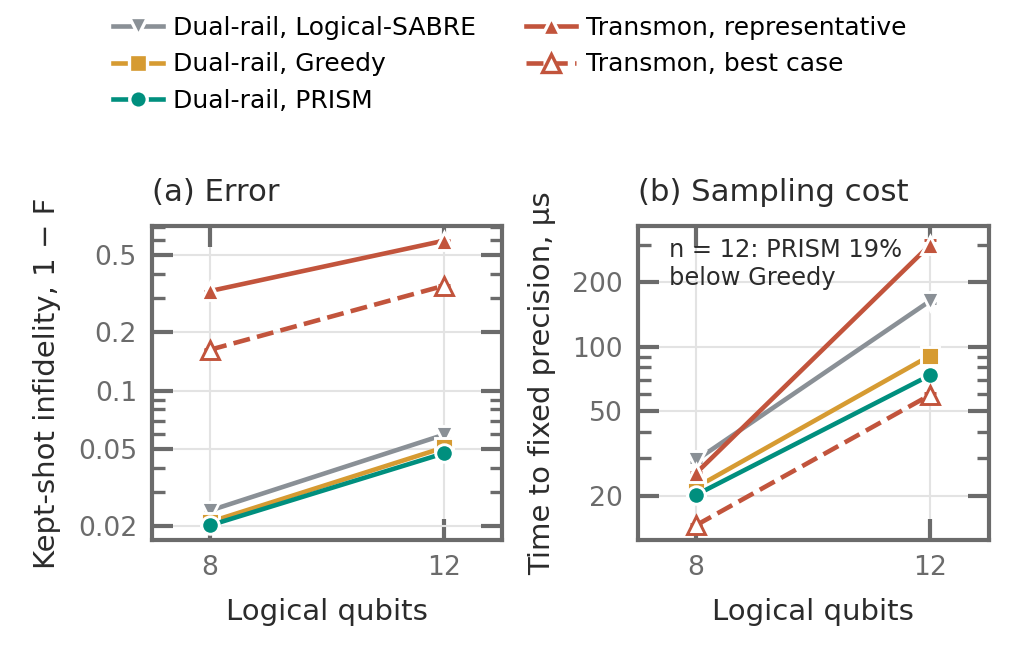 Dual-rail, Logical-SABRE
Dual-rail, Greedy
Dual-rail, PRISM
Transmon, representative
Transmon, best case
(a) Error
Kept-shot infidelity, 1 − F
0.5
0.2
0.1
0.05
0.02
8
12
Logical qubits
(b) Sampling cost
Time to fixed precision, µs
n = 12: PRISM 19%
below Greedy
200
100
50
20
8
12
Logical qubits